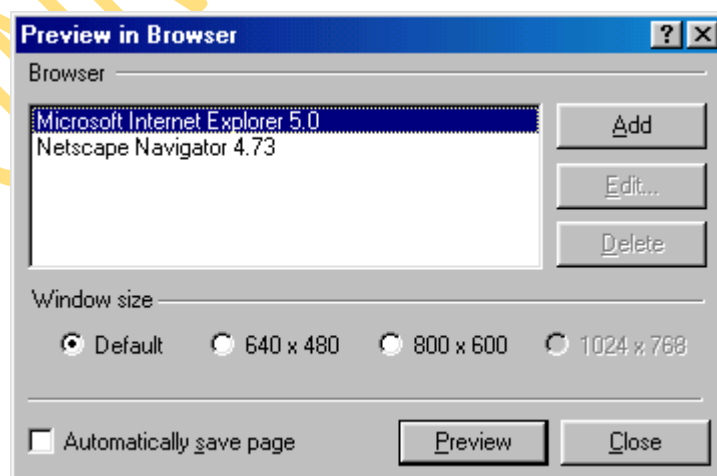 Preview in Browser
Browser
Microsoft Internet Explorer 5.0
Netscape Navigator 4.73
Add
Edit...
Delete
Window size
Default 640 x 480 800 x 600 1024 x 768
Automatically save page Preview Close